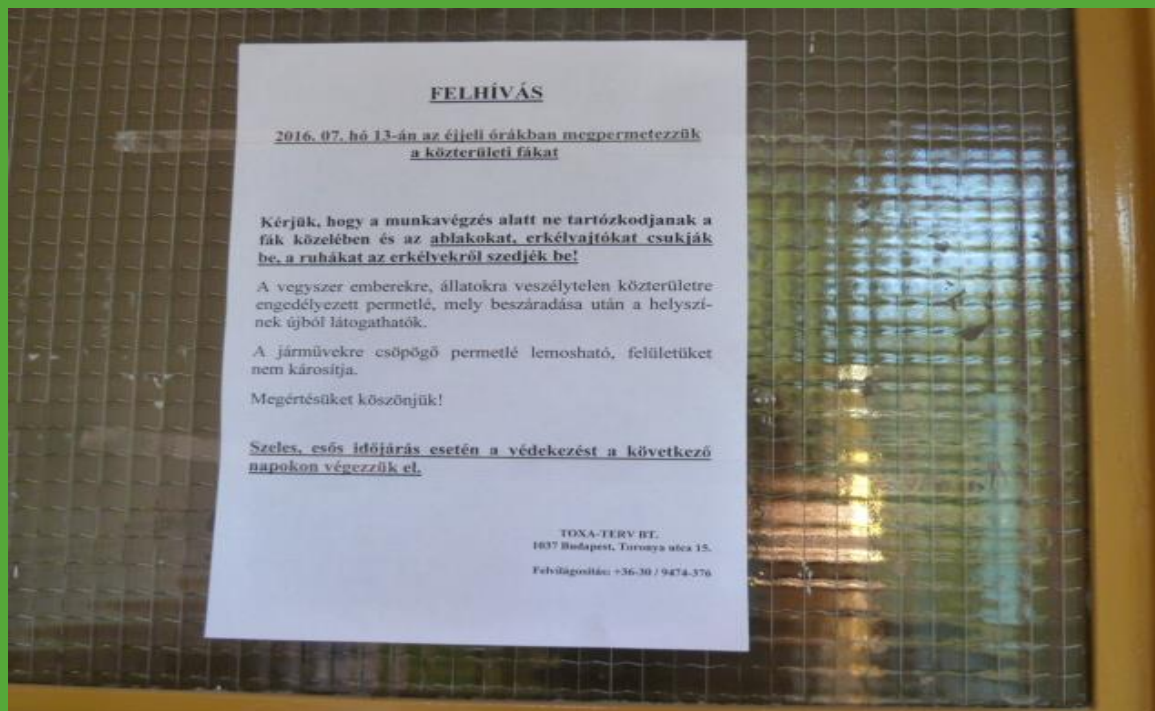 FELHÍVÁS
2016. 07. hó 13-án az éjjeli órákban megpermetezzük
a közterületi fákat
Kérjük, hogy a munkavégzés alatt ne tartózkodjanak a
fák közelében és az ablakokat, erkélyajtókat csukják
be, a ruhákat az erkélyekről szedjék be!
A vegyszer emberekre, állatokra veszélytelen közterületre
engedélyezett permetlé, mely beszáradása után a helyszí-
nek újból látogathatók.
A járművekre csöpögő permetlé lemosható, felületüket
nem károsítja.
Megértésüket köszönjük!
Szeles, esős időjárás esetén a védekezést a következő
napokon végezzük el.
TOXA-TERV BT.
1037 Budapest, Toronya utca 15.
Felvilágosítás: +36-30 / 9474-376